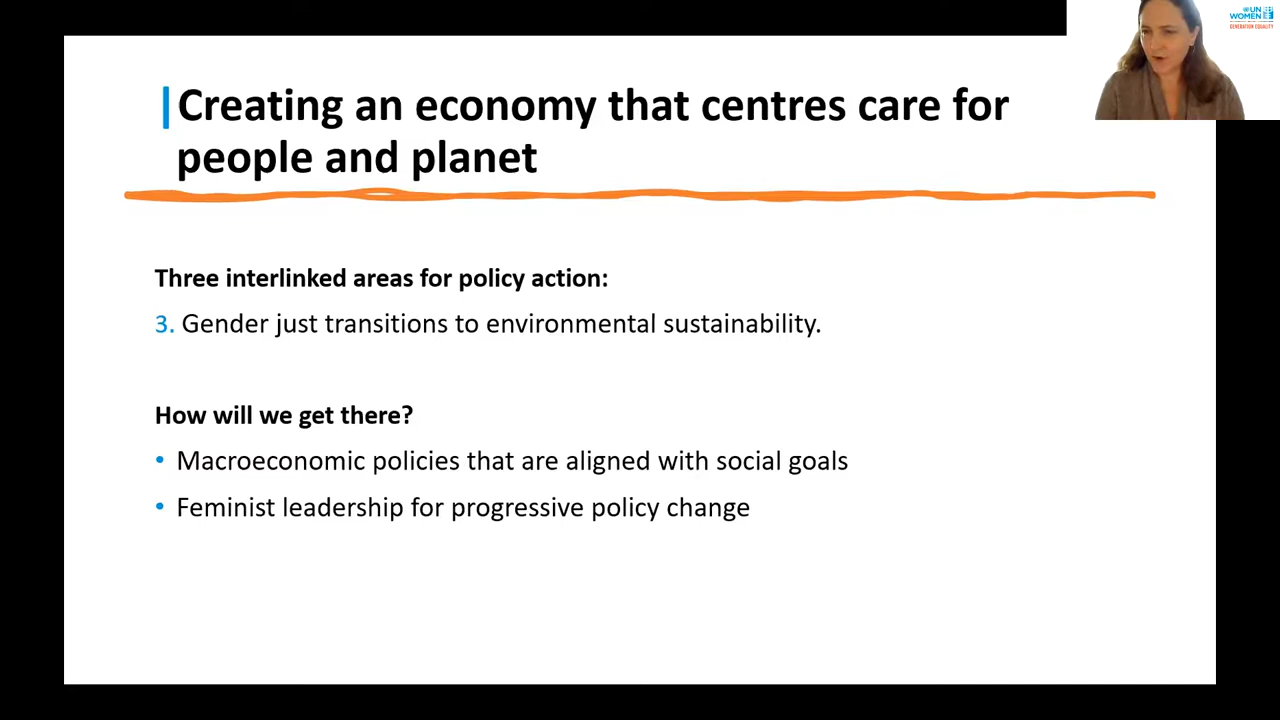 UN
WOMEN
GENERATION EQUALITY
Creating an economy that centres care for
people and planet
Three interlinked areas for policy action:
3. Gender just transitions to environmental sustainability.
How will we get there?
• Macroeconomic policies that are aligned with social goals
• Feminist leadership for progressive policy change